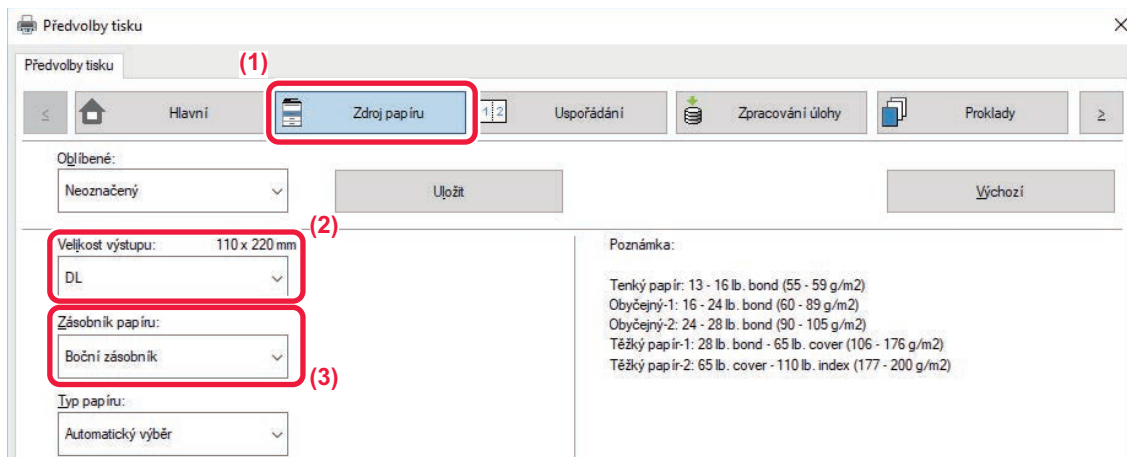 Předvolby tisku
Předvolby tisku
(1)
≤ Hlavní Zdroj papíru 1 2 Uspořádání Zpracování úlohy Proklady ≥
Oblíbené:
Neoznačený Uložit Výchozí
(2)
Velikost výstupu: 110 x 220 mm
DL
Zásobník papíru:
Boční zásobník
(3)
Typ papíru:
Automatický výběr
Poznámka:
Tenký papír: 13 - 16 lb. bond (55 - 59 g/m2)
Obyčejný-1: 16 - 24 lb. bond (60 - 89 g/m2)
Obyčejný-2: 24 - 28 lb. bond (90 - 105 g/m2)
Těžký papír-1: 28 lb. bond - 65 lb. cover (106 - 176 g/m2)
Těžký papír-2: 65 lb. cover - 110 lb. index (177 - 200 g/m2)